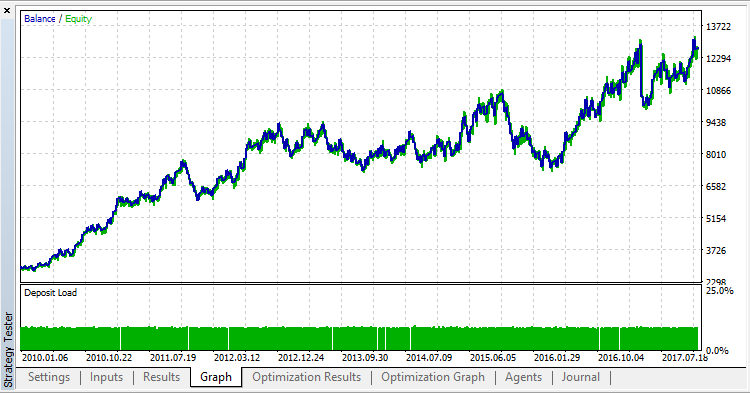 Balance / Equity
13722
12294
10866
9438
8010
6582
5154
3726
2298
Deposit Load
25.0%
0.0%
2010.01.06 2010.10.22 2011.07.19 2012.03.12 2012.12.24 2013.09.30 2014.07.09 2015.06.05 2016.01.29 2016.10.04 2017.07.18
Strategy Tester
Settings Inputs Results Graph Optimization Results Optimization Graph Agents Journal